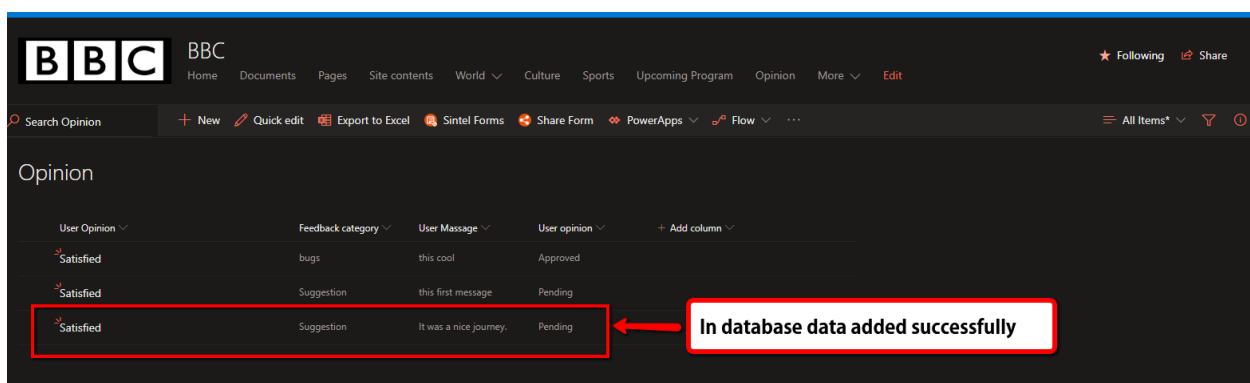 BBC
BBC
Home Documents Pages Site contents World Culture Sports Upcoming Program Opinion More Edit
Following Share
Search Opinion New Quick edit Export to Excel Sintel Forms Share Form PowerApps Flow ... All Items*
Opinion
User Opinion Feedback category User Massage User opinion + Add column
Satisfied bugs this cool Approved
Satisfied Suggestion this first message Pending
Satisfied Suggestion It was a nice journey. Pending
In database data added successfully